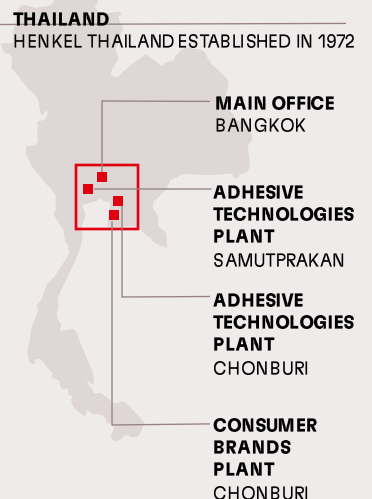 THAILAND
HENKEL THAILAND ESTABLISHED IN 1972
MAIN OFFICE
BANGKOK
ADHESIVE
TECHNOLOGIES
PLANT
SAMUTPRAKAN
ADHESIVE
TECHNOLOGIES
PLANT
CHONBURI
CONSUMER
BRANDS
PLANT
CHONBURI